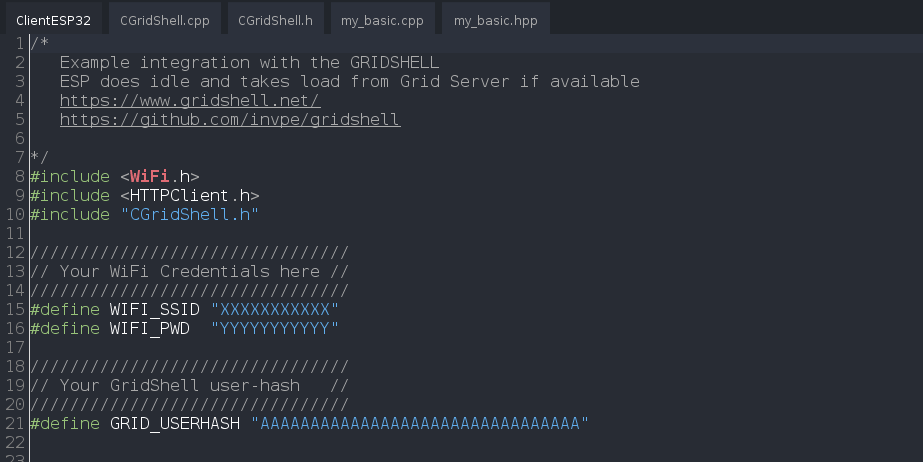 ClientESP32 CGridShell.cpp CGridShell.h my_basic.cpp my_basic.hpp
1 /*
2    Example integration with the GRIDSHELL
3    ESP does idle and takes load from Grid Server if available
4    https://www.gridshell.net/
5    https://github.com/invpe/gridshell
6
7 */
8 #include <WiFi.h>
9 #include <HTTPClient.h>
10 #include "CGridShell.h"
11
12 ////////////////////////////////
13 // Your WiFi Credentials here //
14 ////////////////////////////////
15 #define WIFI_SSID "XXXXXXXXXXX"
16 #define WIFI_PWD  "YYYYYYYYYYY"
17
18 ////////////////////////////////
19 // Your GridShell user-hash   //
20 ////////////////////////////////
21 #define GRID_USERHASH "AAAAAAAAAAAAAAAAAAAAAAAAAAAAAAAA"
22
23